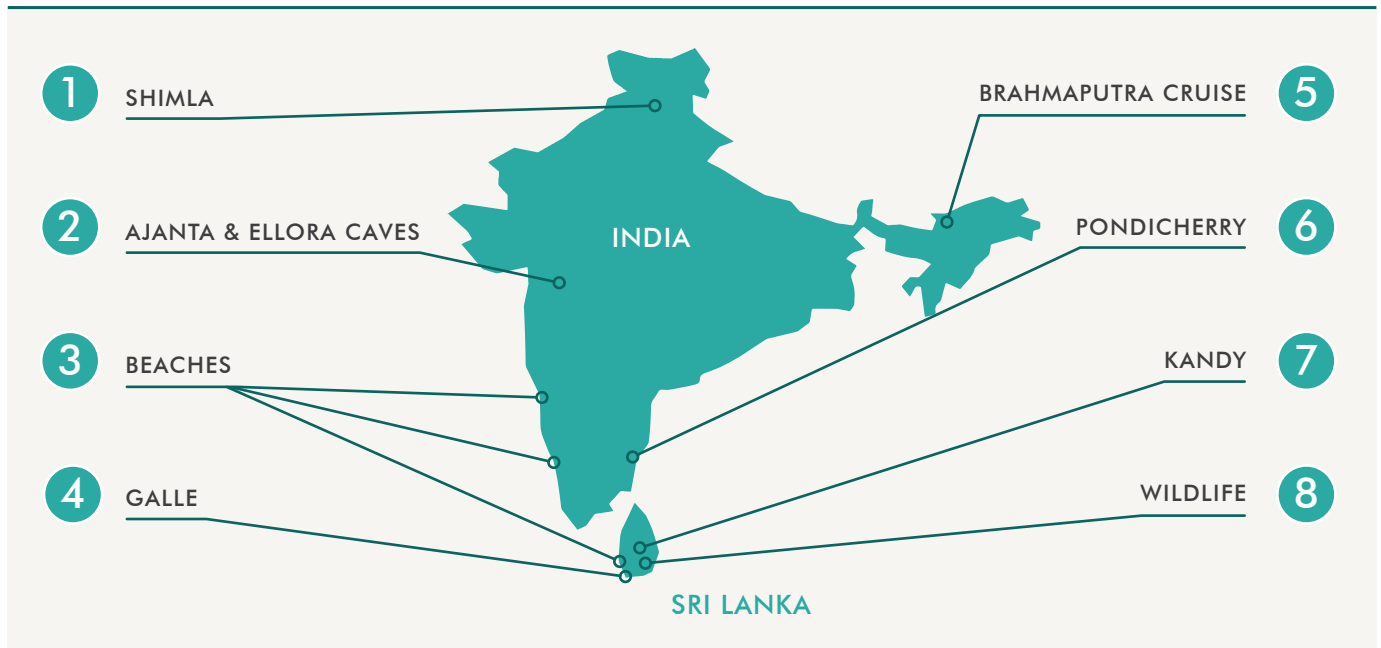 1
SHIMLA
2
AJANTA & ELLORA CAVES
3
BEACHES
4
GALLE
INDIA
SRI LANKA
BRAHMAPUTRA CRUISE
5
PONDICHERRY
6
KANDY
7
WILDLIFE
8